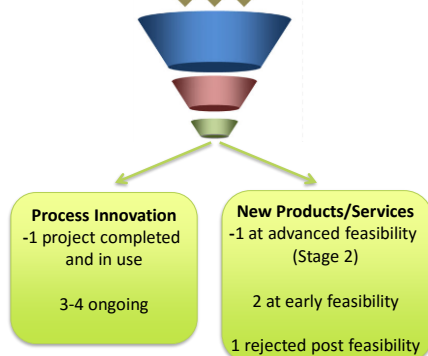 Process Innovation
-1 project completed
and in use
3-4 ongoing
New Products/Services
-1 at advanced feasibility
(Stage 2)
2 at early feasibility
1 rejected post feasibility